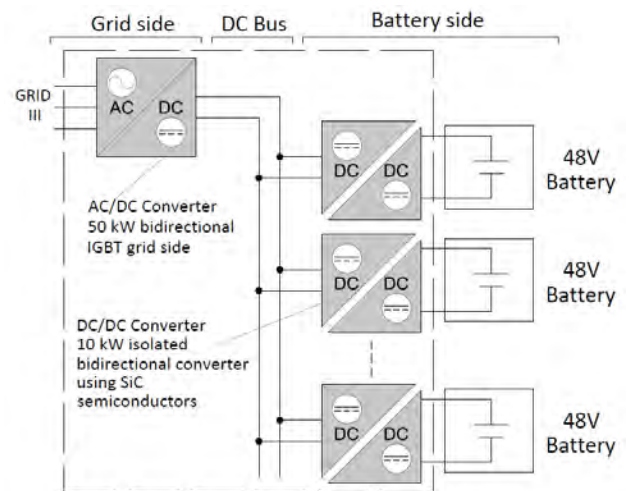 Grid side DC Bus Battery side
GRID
III
AC
DC
AC/DC Converter
50 kW bidirectional
IGBT grid side
DC
DC
48V
Battery
DC
DC
48V
Battery
DC/DC Converter
10 kW isolated
bidirectional converter
using SiC
semiconductors
DC
DC
48V
Battery